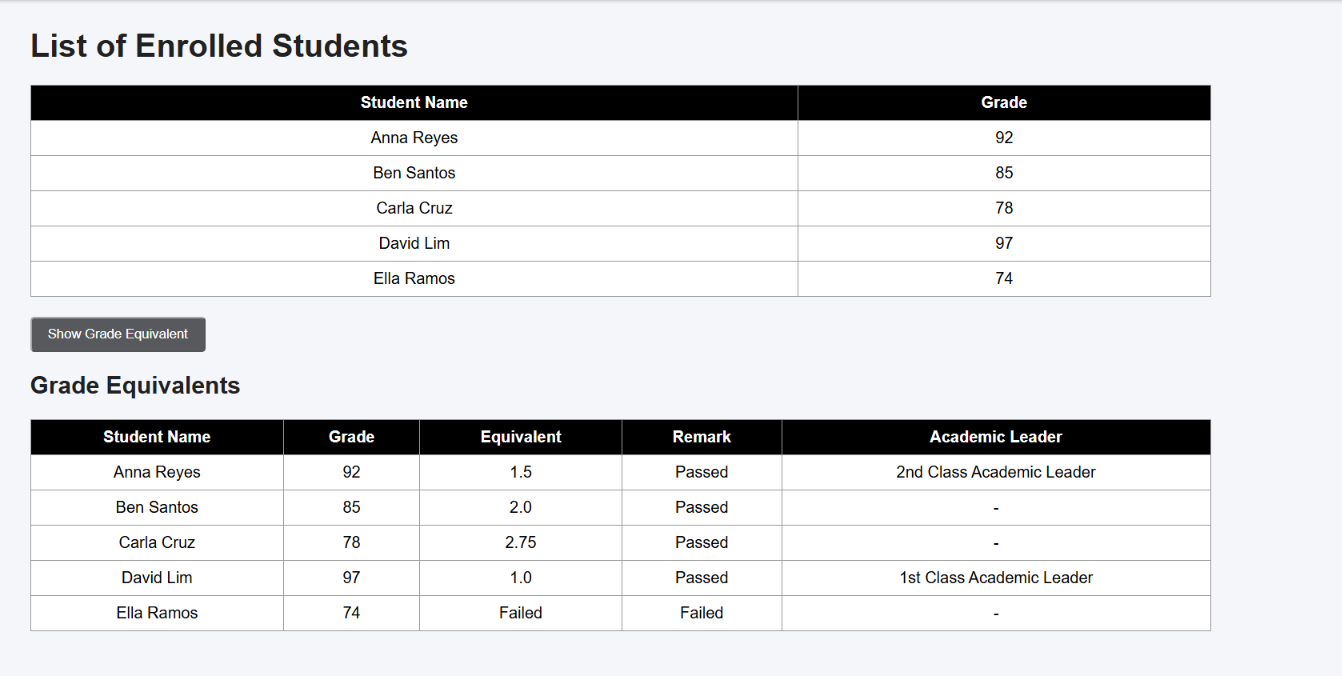 List of Enrolled Students
Student Name Grade
Anna Reyes 92
Ben Santos 85
Carla Cruz 78
David Lim 97
Ella Ramos 74
Show Grade Equivalent
Grade Equivalents
Student Name Grade Equivalent Remark Academic Leader
Anna Reyes 92 1.5 Passed 2nd Class Academic Leader
Ben Santos 85 2.0 Passed -
Carla Cruz 78 2.75 Passed -
David Lim 97 1.0 Passed 1st Class Academic Leader
Ella Ramos 74 Failed Failed -